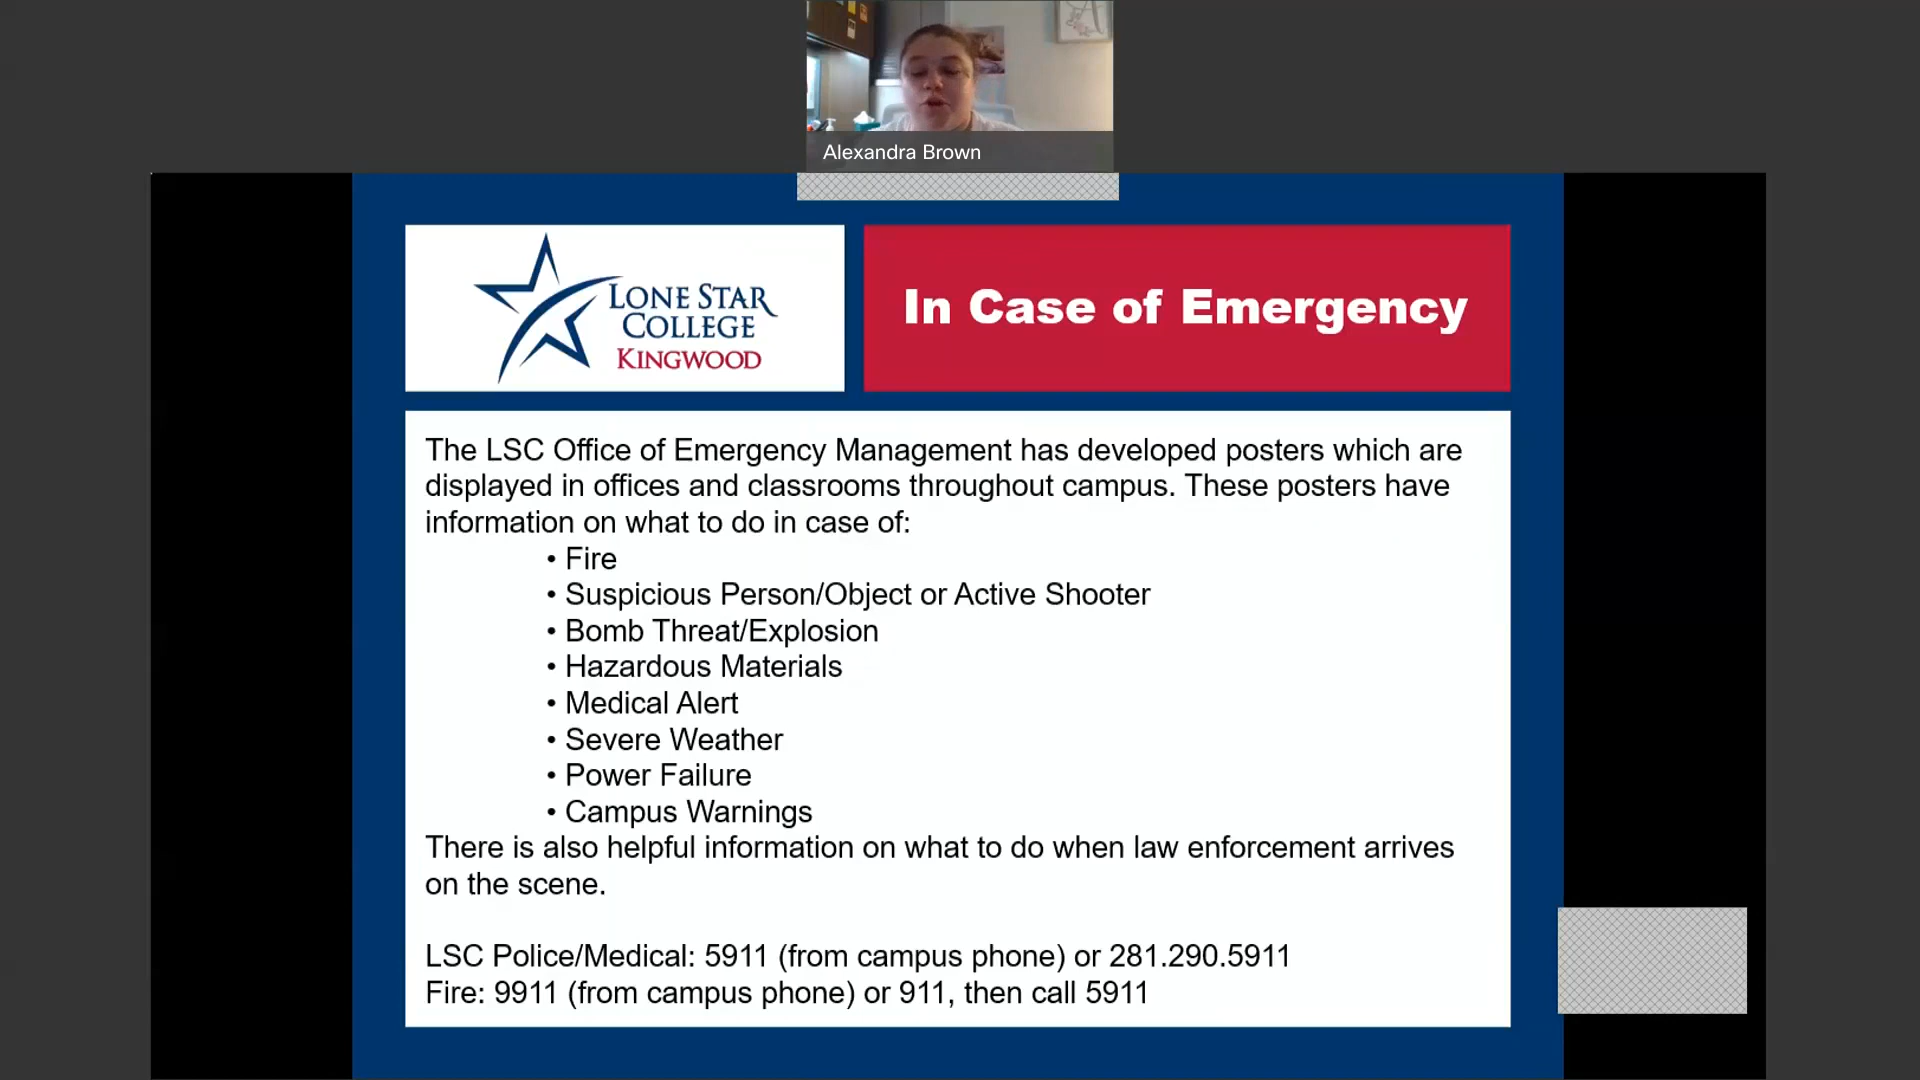 Alexandra Brown
LONE STAR
COLLEGE
KINGWOOD
In Case of Emergency
The LSC Office of Emergency Management has developed posters which are
displayed in offices and classrooms throughout campus. These posters have
information on what to do in case of:
• Fire
• Suspicious Person/Object or Active Shooter
• Bomb Threat/Explosion
• Hazardous Materials
• Medical Alert
• Severe Weather
• Power Failure
• Campus Warnings
There is also helpful information on what to do when law enforcement arrives
on the scene.
LSC Police/Medical: 5911 (from campus phone) or 281.290.5911
Fire: 9911 (from campus phone) or 911, then call 5911